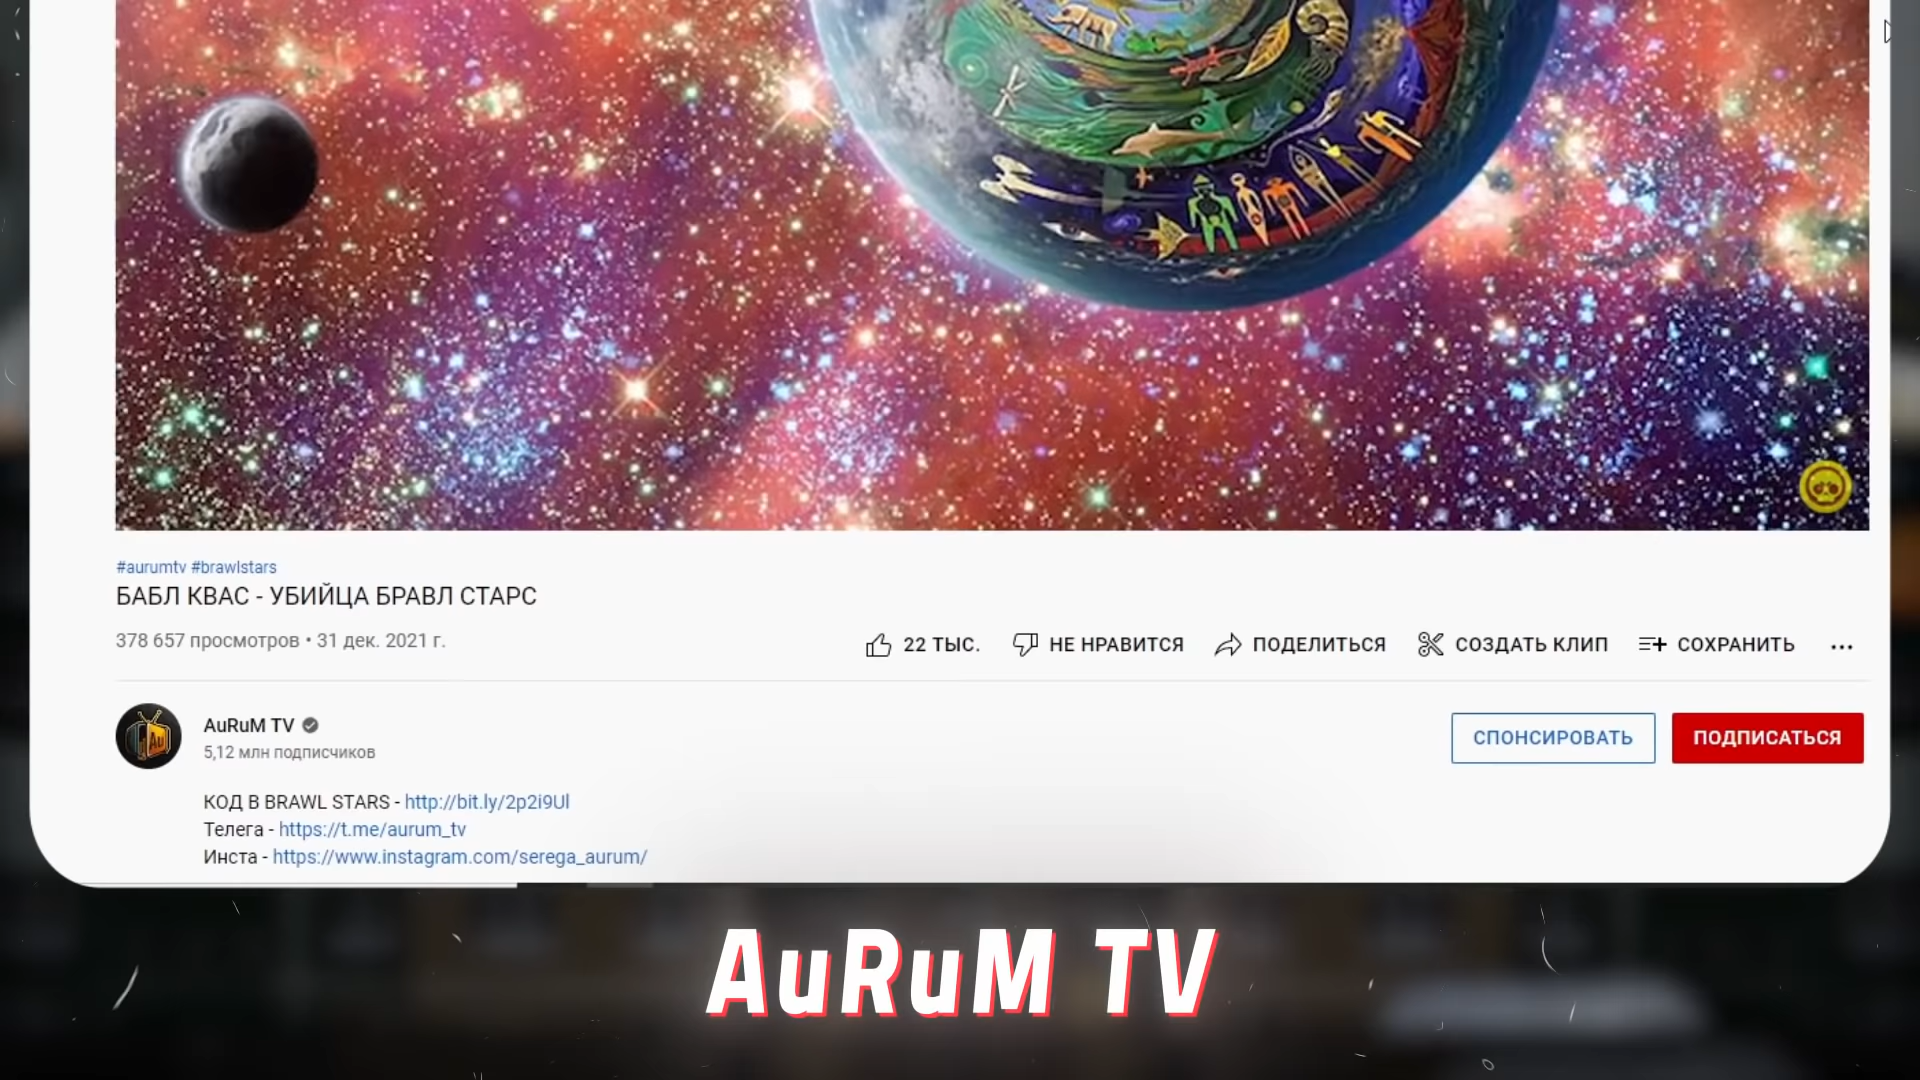 #aurumtv #brawlstars
БАБЛ КВАС - УБИЙЦА БРАВЛ СТАРС
378 657 просмотров • 31 дек. 2021 г.
22 ТЫС. НЕ НРАВИТСЯ ПОДЕЛИТЬСЯ СОЗДАТЬ КЛИП СОХРАНИТЬ ...
Au
AuRuM TV
5,12 млн подписчиков
СПОНСИРОВАТЬ ПОДПИСАТЬСЯ
КОД В BRAWL STARS - http://bit.ly/2p2i9Ul
Телега - https://t.me/aurum_tv
Инста - https://www.instagram.com/serega_aurum/
AuRuM TV